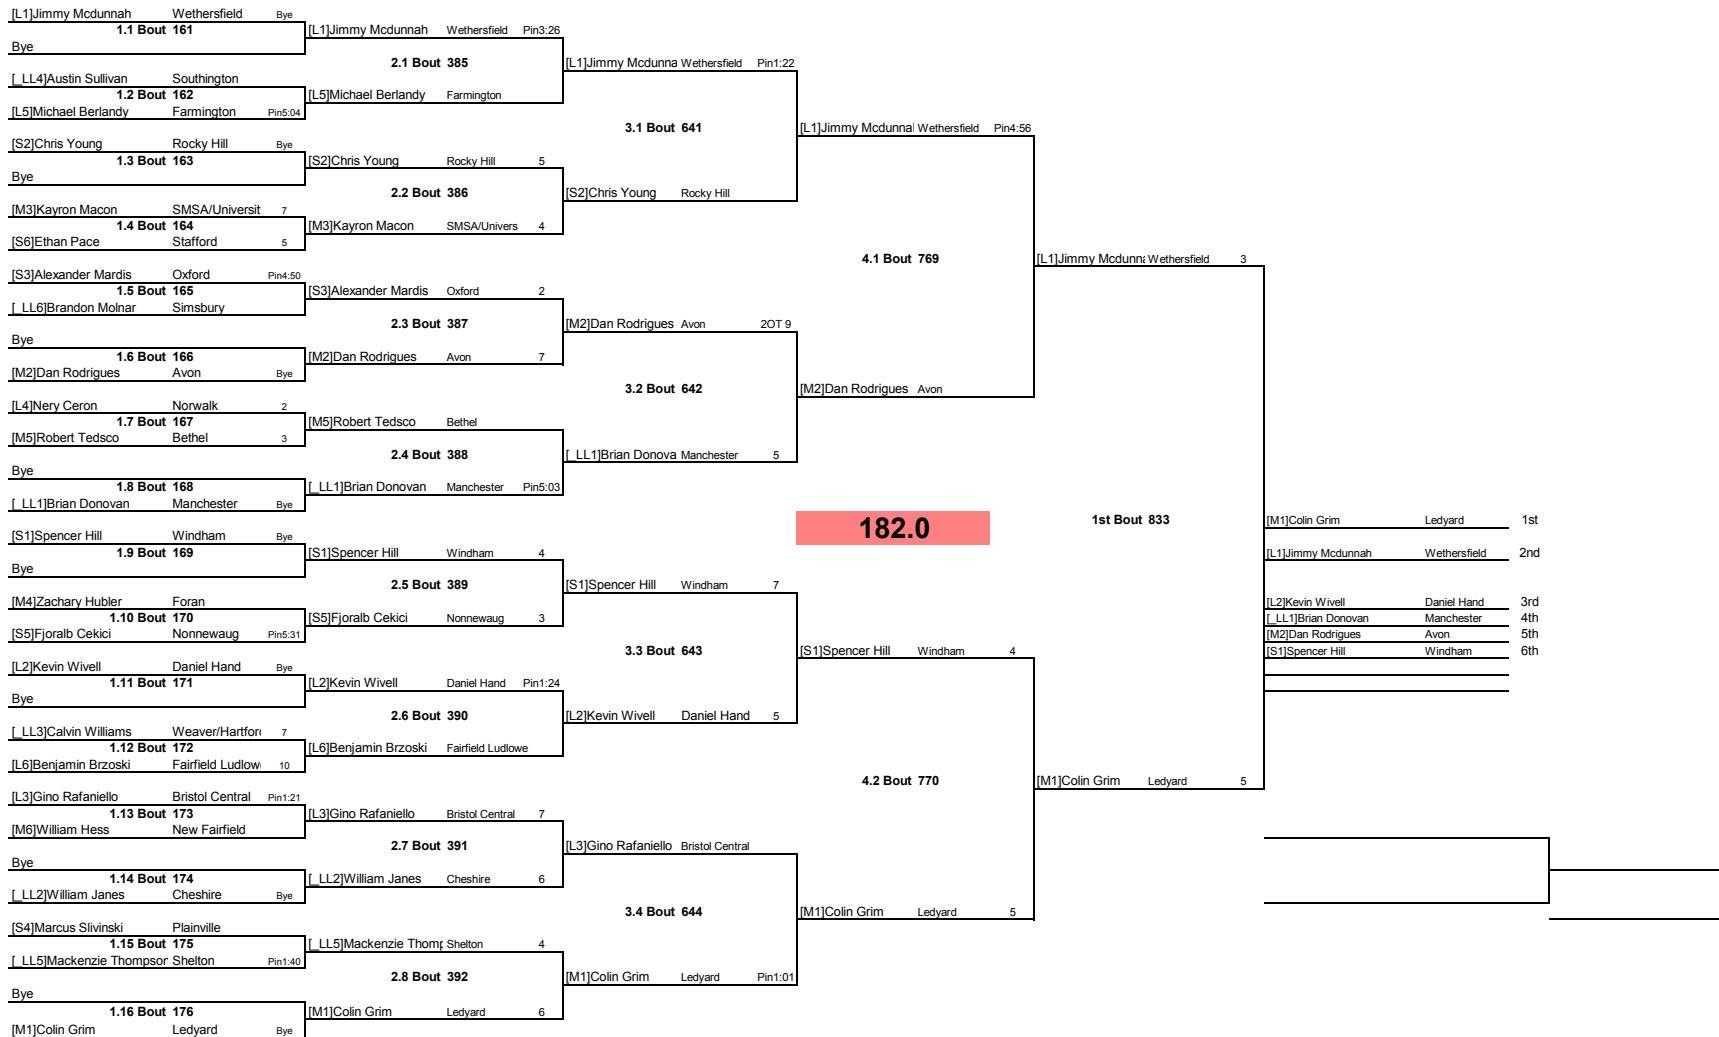 [L1]Jimmy Mcdunnah Wethersfield Bye
1.1 Bout 161
Bye
[_LL4]Austin Sullivan Southington
1.2 Bout 162
[L5]Michael Berlandy Farmington Pin5:04
[S2]Chris Young Rocky Hill Bye
1.3 Bout 163
Bye
[M3]Kayron Macon SMSA/Universit 7
1.4 Bout 164
[S6]Ethan Pace Stafford 5
[S3]Alexander Mardis Oxford Pin4:50
1.5 Bout 165
[_LL6]Brandon Molnar Simsbury
Bye
1.6 Bout 166
[M2]Dan Rodrigues Avon Bye
[L4]Nery Ceron Norwalk 2
1.7 Bout 167
[M5]Robert Tedsco Bethel 3
Bye
1.8 Bout 168
[_LL1]Brian Donovan Manchester Bye
[S1]Spencer Hill Windham Bye
1.9 Bout 169
Bye
[M4]Zachary Hubler Foran
1.10 Bout 170
[S5]Fjoralb Cekici Nonnewaug Pin5:31
[L2]Kevin Wivell Daniel Hand Bye
1.11 Bout 171
Bye
[_LL3]Calvin Williams Weaver/Hartford 7
1.12 Bout 172
[L6]Benjamin Brzoski Fairfield Ludlow 10
[L3]Gino Rafaniello Bristol Central Pin1:21
1.13 Bout 173
[M6]William Hess New Fairfield
Bye
1.14 Bout 174
[_LL2]William Janes Cheshire Bye
[S4]Marcus Slivinski Plainville
1.15 Bout 175
[_LL5]Mackenzie Thompson Shelton Pin1:40
Bye
1.16 Bout 176
[M1]Colin Grim Ledyard Bye
[L1]Jimmy Mcdunnah Wethersfield Pin3:26
2.1 Bout 385
[L5]Michael Berlandy Farmington
[S2]Chris Young Rocky Hill 5
2.2 Bout 386
[M3]Kayron Macon SMSA/Univers 4
[S3]Alexander Mardis Oxford 2
2.3 Bout 387
[M2]Dan Rodrigues Avon 7
[M5]Robert Tedsco Bethel
2.4 Bout 388
[_LL1]Brian Donovan Manchester Pin5:03
[S1]Spencer Hill Windham 4
2.5 Bout 389
[S5]Fjoralb Cekici Nonnewaug 3
[L2]Kevin Wivell Daniel Hand Pin1:24
2.6 Bout 390
[L6]Benjamin Brzoski Fairfield Ludlowe
[L3]Gino Rafaniello Bristol Central 7
2.7 Bout 391
[_LL2]William Janes Cheshire 6
[_LL5]Mackenzie Thomp Shelton 4
2.8 Bout 392
[M1]Colin Grim Ledyard 6
[L1]Jimmy Mcdunna Wethersfield Pin1:22
3.1 Bout 641
[S2]Chris Young Rocky Hill
[M2]Dan Rodrigues Avon 2OT 9
3.2 Bout 642
[_LL1]Brian Donova Manchester 5
[S1]Spencer Hill Windham 7
3.3 Bout 643
[L2]Kevin Wivell Daniel Hand 5
[L3]Gino Rafaniello Bristol Central
3.4 Bout 644
[M1]Colin Grim Ledyard Pin1:01
[L1]Jimmy Mcdunnal Wethersfield Pin4:56
4.1 Bout 769
[M2]Dan Rodrigues Avon
182.0
[S1]Spencer Hill Windham 4
4.2 Bout 770
[M1]Colin Grim Ledyard 5
[L1]Jimmy Mcdunna Wethersfield 3
1st Bout 833
[M1]Colin Grim Ledyard 5
[M1]Colin Grim Ledyard 1st
[L1]Jimmy Mcdunnah Wethersfield 2nd
[L2]Kevin Wivell Daniel Hand 3rd
[_LL1]Brian Donovan Manchester 4th
[M2]Dan Rodrigues Avon 5th
[S1]Spencer Hill Windham 6th